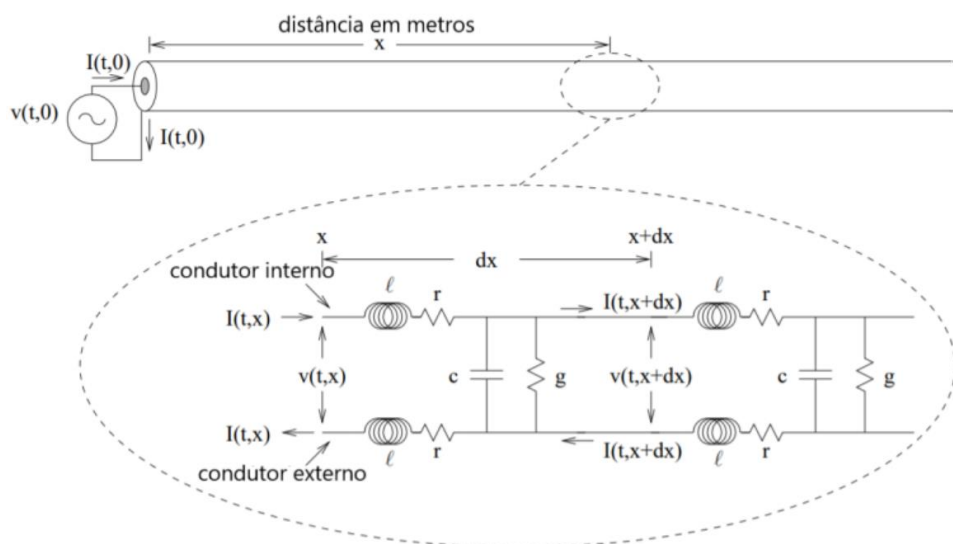 distância em metros
x
I(t,0)
v(t,0)
I(t,0)
x x+dx
dx
condutor interno
ℓ r ℓ r
I(t,x) I(t,x+dx)
v(t,x) c g v(t,x+dx) c g
I(t,x) I(t,x+dx)
ℓ r ℓ r
condutor externo